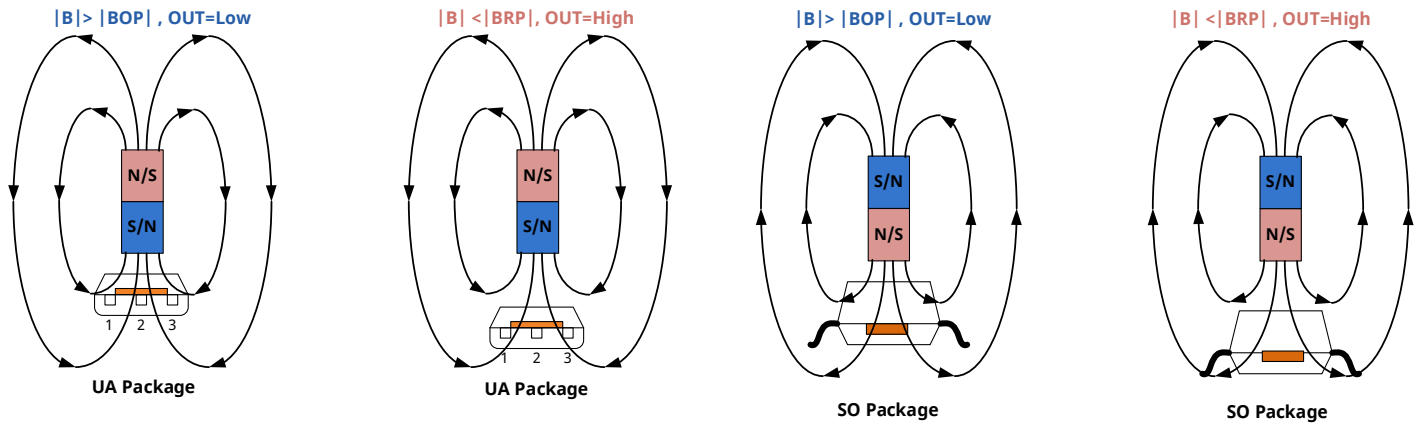 |B|> |BOP| , OUT=Low
|B| <|BRP| , OUT=High
|B|> |BOP| , OUT=Low
|B| <|BRP| , OUT=High
N/S
S/N
N/S
S/N
S/N
N/S
S/N
N/S
1 2 3
1 2 3
UA Package
UA Package
SO Package
SO Package